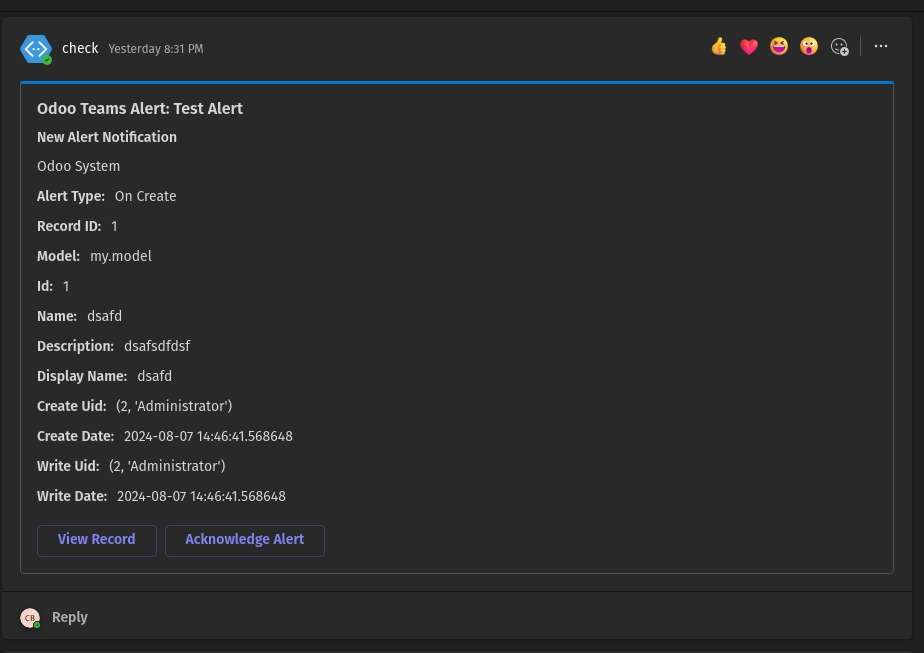 check Yesterday 8:31 PM
Odoo Teams Alert: Test Alert
New Alert Notification
Odoo System
Alert Type: On Create
Record ID: 1
Model: my.model
Id: 1
Name: dsafd
Description: dsafsdfdsf
Display Name: dsafd
Create Uid: (2, 'Administrator')
Create Date: 2024-08-07 14:46:41.568648
Write Uid: (2, 'Administrator')
Write Date: 2024-08-07 14:46:41.568648
View Record Acknowledge Alert
CB Reply